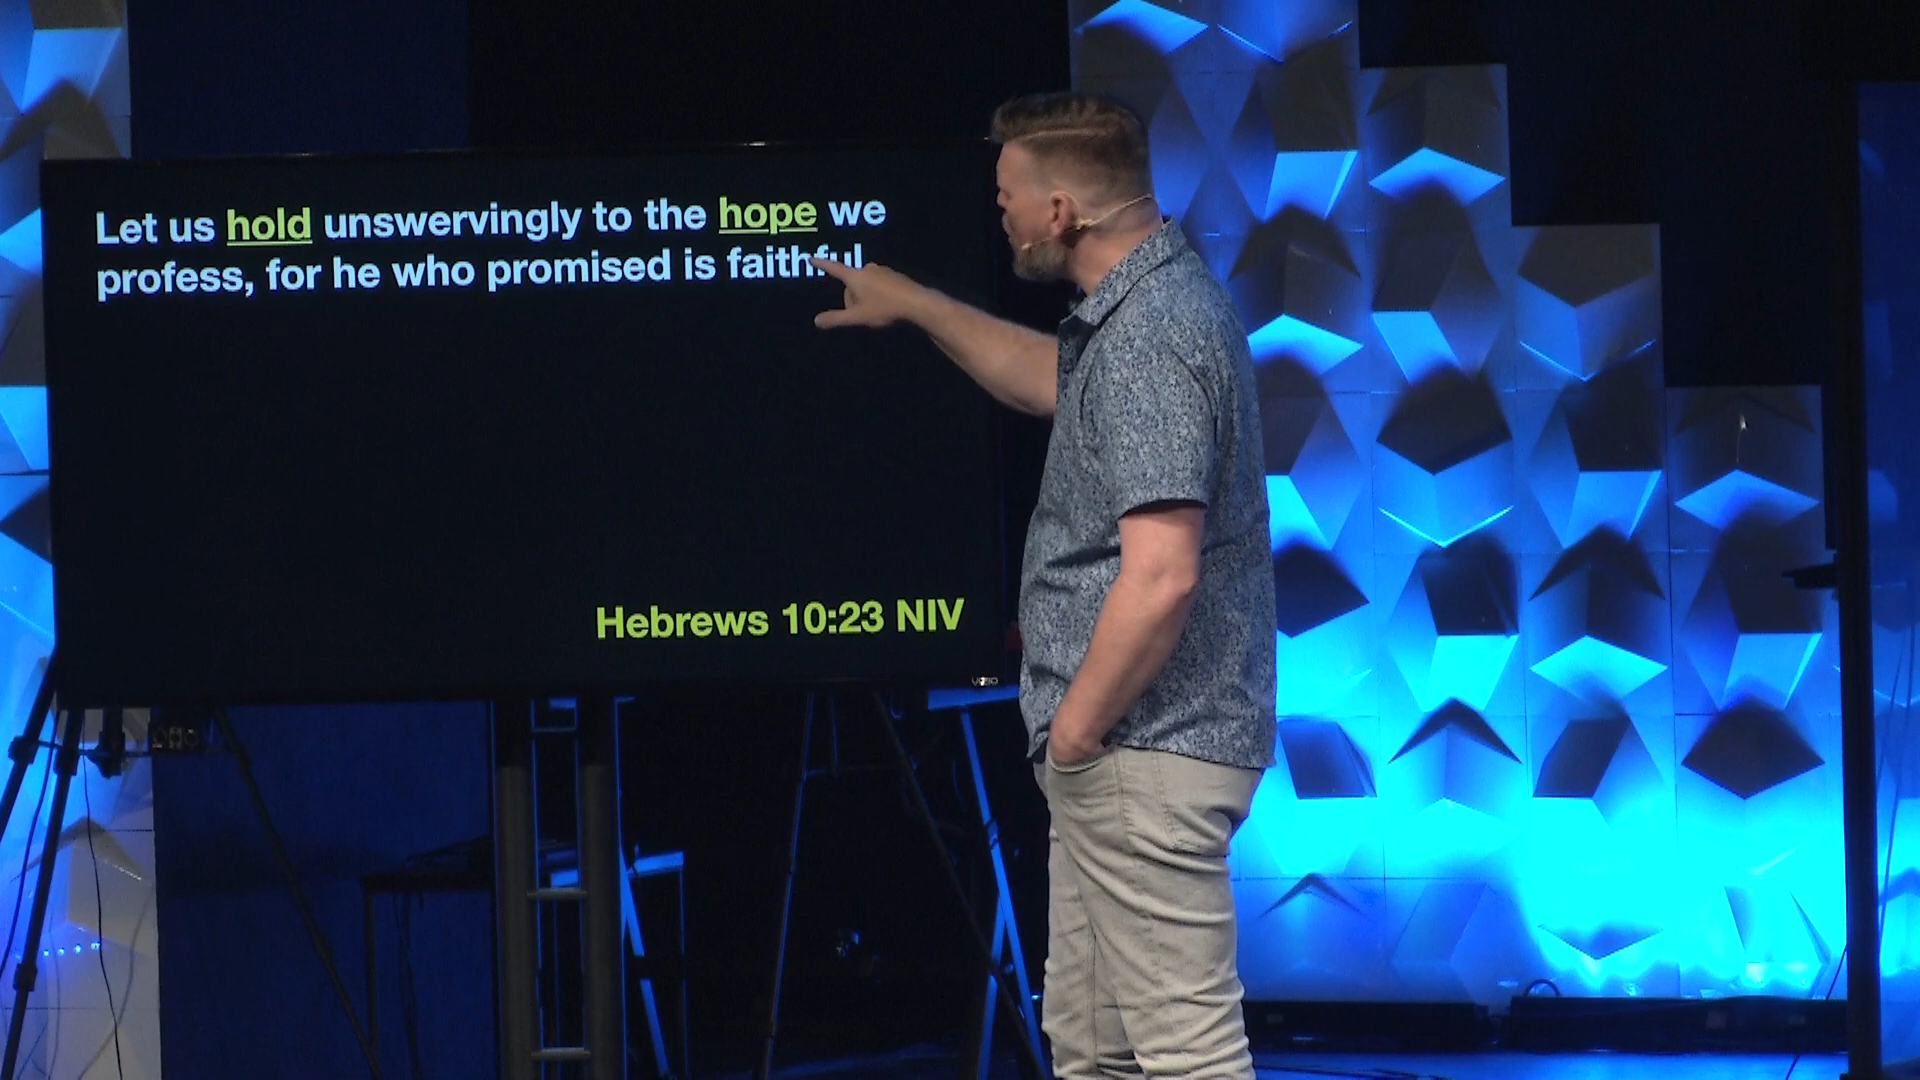 Let us hold unswervingly to the hope we
profess, for he who promised is faithful
Hebrews 10:23 NIV